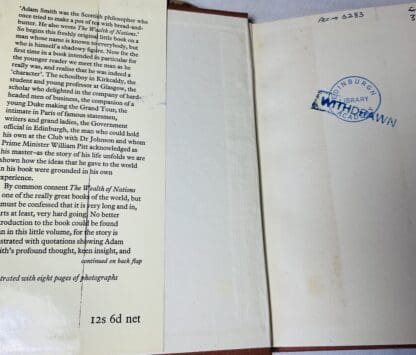 'Adam Smith was the Scottish philosopher who
once tried to make a pot of tea with bread-and-
butter. He also wrote The Wealth of Nations.'
So begins this freshly original little book on a
man whose name is known to everybody, but
who is himself a shadowy figure. Now for the
first time in a book intended in particular for
the younger reader we meet the man as he
really was, and realise that he was indeed a
'character'. The schoolboy in Kirkcaldy, the
student and young professor at Glasgow, the
scholar who delighted in the company of hard-
headed men of business, the companion of a
young Duke making the Grand Tour, the
intimate in Paris of famous statesmen,
writers and grand ladies, the Government
official in Edinburgh, the man who could hold
his own at the Club with Dr Johnson and whom
Prime Minister William Pitt acknowledged as
his master–as the story of his life unfolds we are
shown how the ideas that he gave to the world
in his book were grounded in his own
xperience.
By common consent The Wealth of Nations
one of the really great books of the world, but
must be confessed that it is very long and in,
arts at least, very hard going. No better
roduction to the book could be found
an in this little volume, for the story is
strated with quotations showing Adam
ith's profound thought, keen insight, and
continued on back flap
trated with eight pages of photographs
12s 6d net
EDINBURGH
LIBRARY
ACADEMY
WITHDRAWN